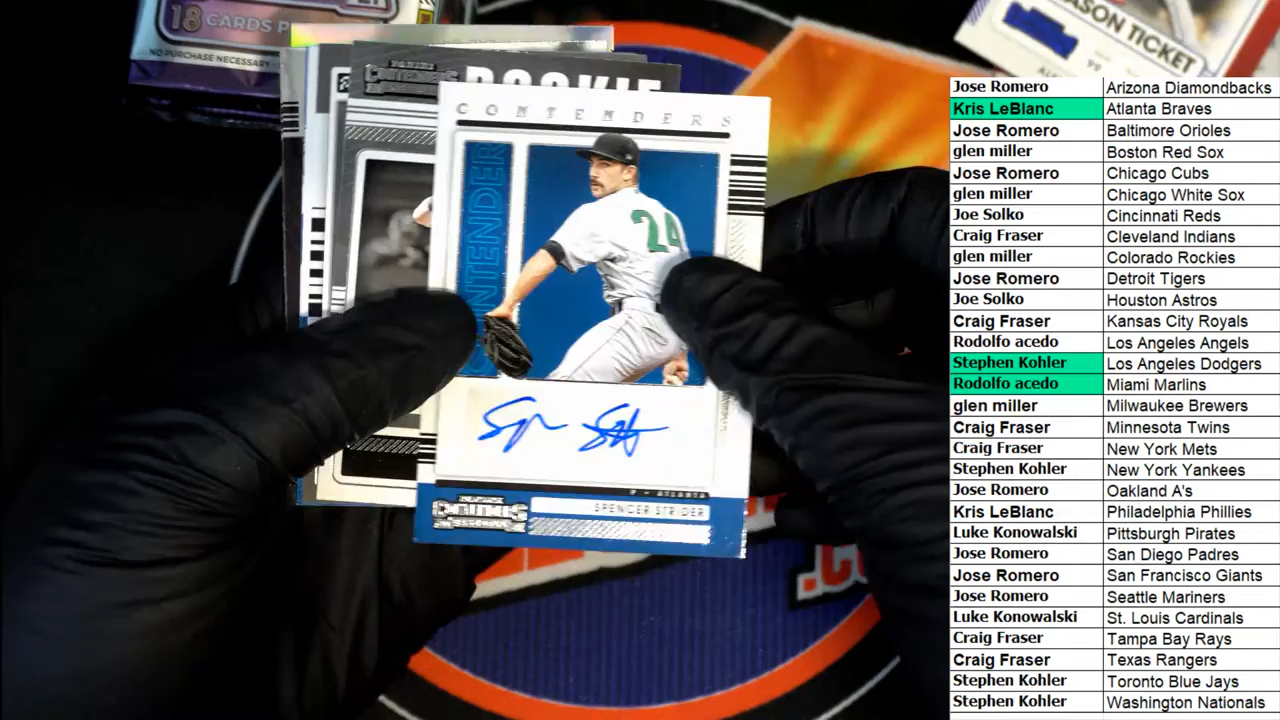 18 CARDS P
NO PURCHASE NECESSARY
SEASON TICKET
PANINI
CONTENDERS
ROOKIE
CONTENDERS
CONTENDER
24
P - ATLANTA
SPENCER STRIDER
CONTENDERS
Jose Romero Arizona Diamondbacks
Kris LeBlanc Atlanta Braves
Jose Romero Baltimore Orioles
glen miller Boston Red Sox
Jose Romero Chicago Cubs
glen miller Chicago White Sox
Joe Solko Cincinnati Reds
Craig Fraser Cleveland Indians
glen miller Colorado Rockies
Jose Romero Detroit Tigers
Joe Solko Houston Astros
Craig Fraser Kansas City Royals
Rodolfo acedo Los Angeles Angels
Stephen Kohler Los Angeles Dodgers
Rodolfo acedo Miami Marlins
glen miller Milwaukee Brewers
Craig Fraser Minnesota Twins
Craig Fraser New York Mets
Stephen Kohler New York Yankees
Jose Romero Oakland A's
Kris LeBlanc Philadelphia Phillies
Luke Konowalski Pittsburgh Pirates
Jose Romero San Diego Padres
Jose Romero San Francisco Giants
Jose Romero Seattle Mariners
Luke Konowalski St. Louis Cardinals
Craig Fraser Tampa Bay Rays
Craig Fraser Texas Rangers
Stephen Kohler Toronto Blue Jays
Stephen Kohler Washington Nationals